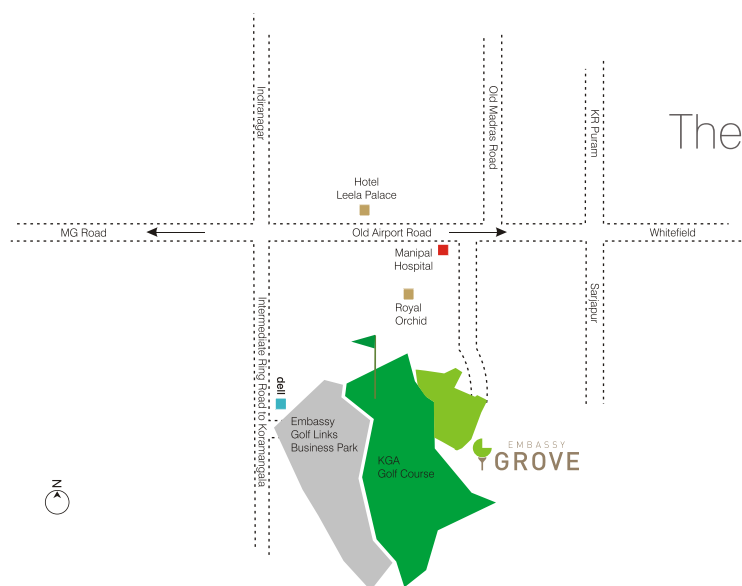 The
Indiranagar
Old Madras Road
KR Puram
Hotel
Leela Palace
MG Road
Old Airport Road
Whitefield
Manipal
Hospital
Royal
Orchid
Sarjapur
Intermediate Ring Road to Koramangala
dell
Embassy
Golf Links
Business Park
KGA
Golf Course
EMBASSY
GROVE
N